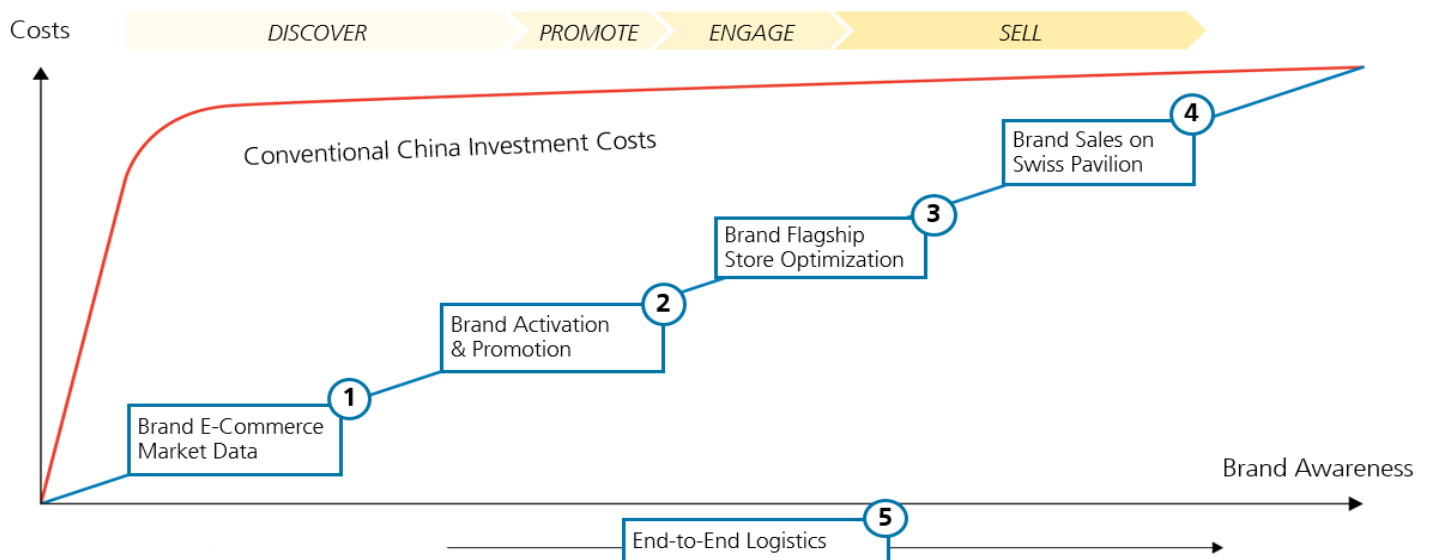 Costs
DISCOVER
PROMOTE
ENGAGE
SELL
Conventional China Investment Costs
4
Brand Sales on
Swiss Pavilion
3
Brand Flagship
Store Optimization
2
Brand Activation
& Promotion
1
Brand E-Commerce
Market Data
Brand Awareness
5
End-to-End Logistics